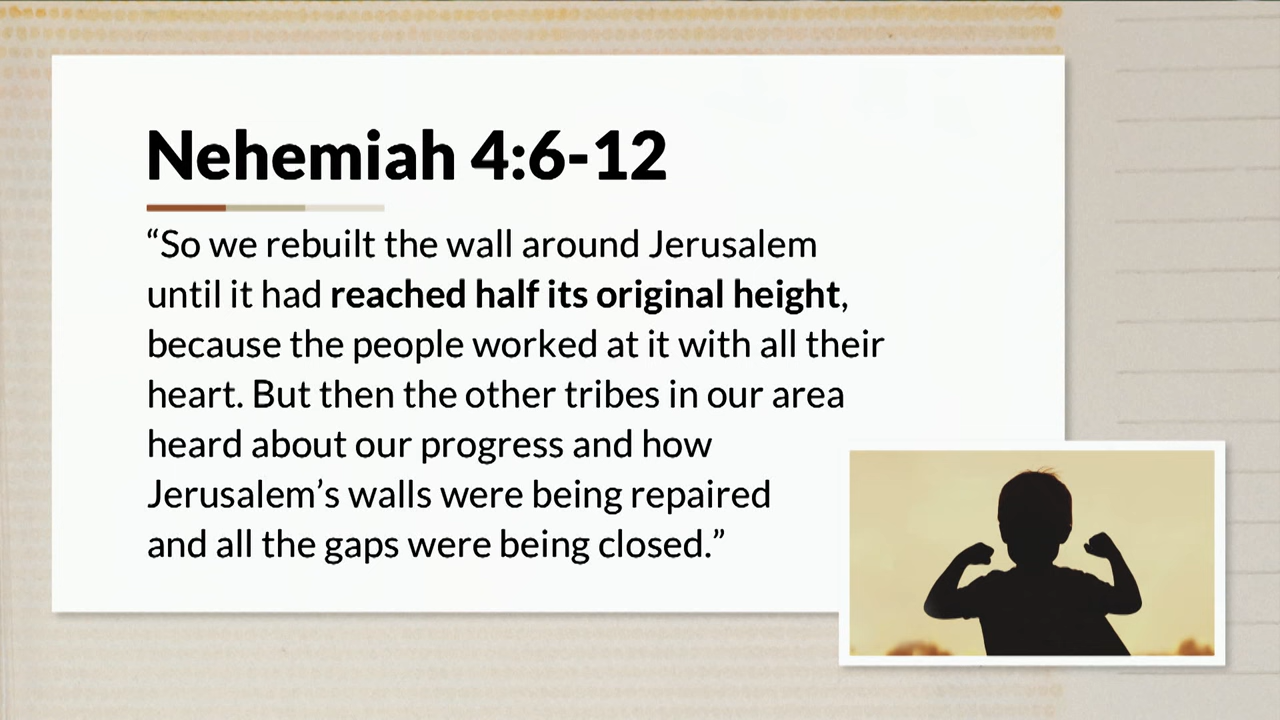 Nehemiah 4:6-12
“So we rebuilt the wall around Jerusalem
until it had reached half its original height,
because the people worked at it with all their
heart. But then the other tribes in our area
heard about our progress and how
Jerusalem’s walls were being repaired
and all the gaps were being closed.”